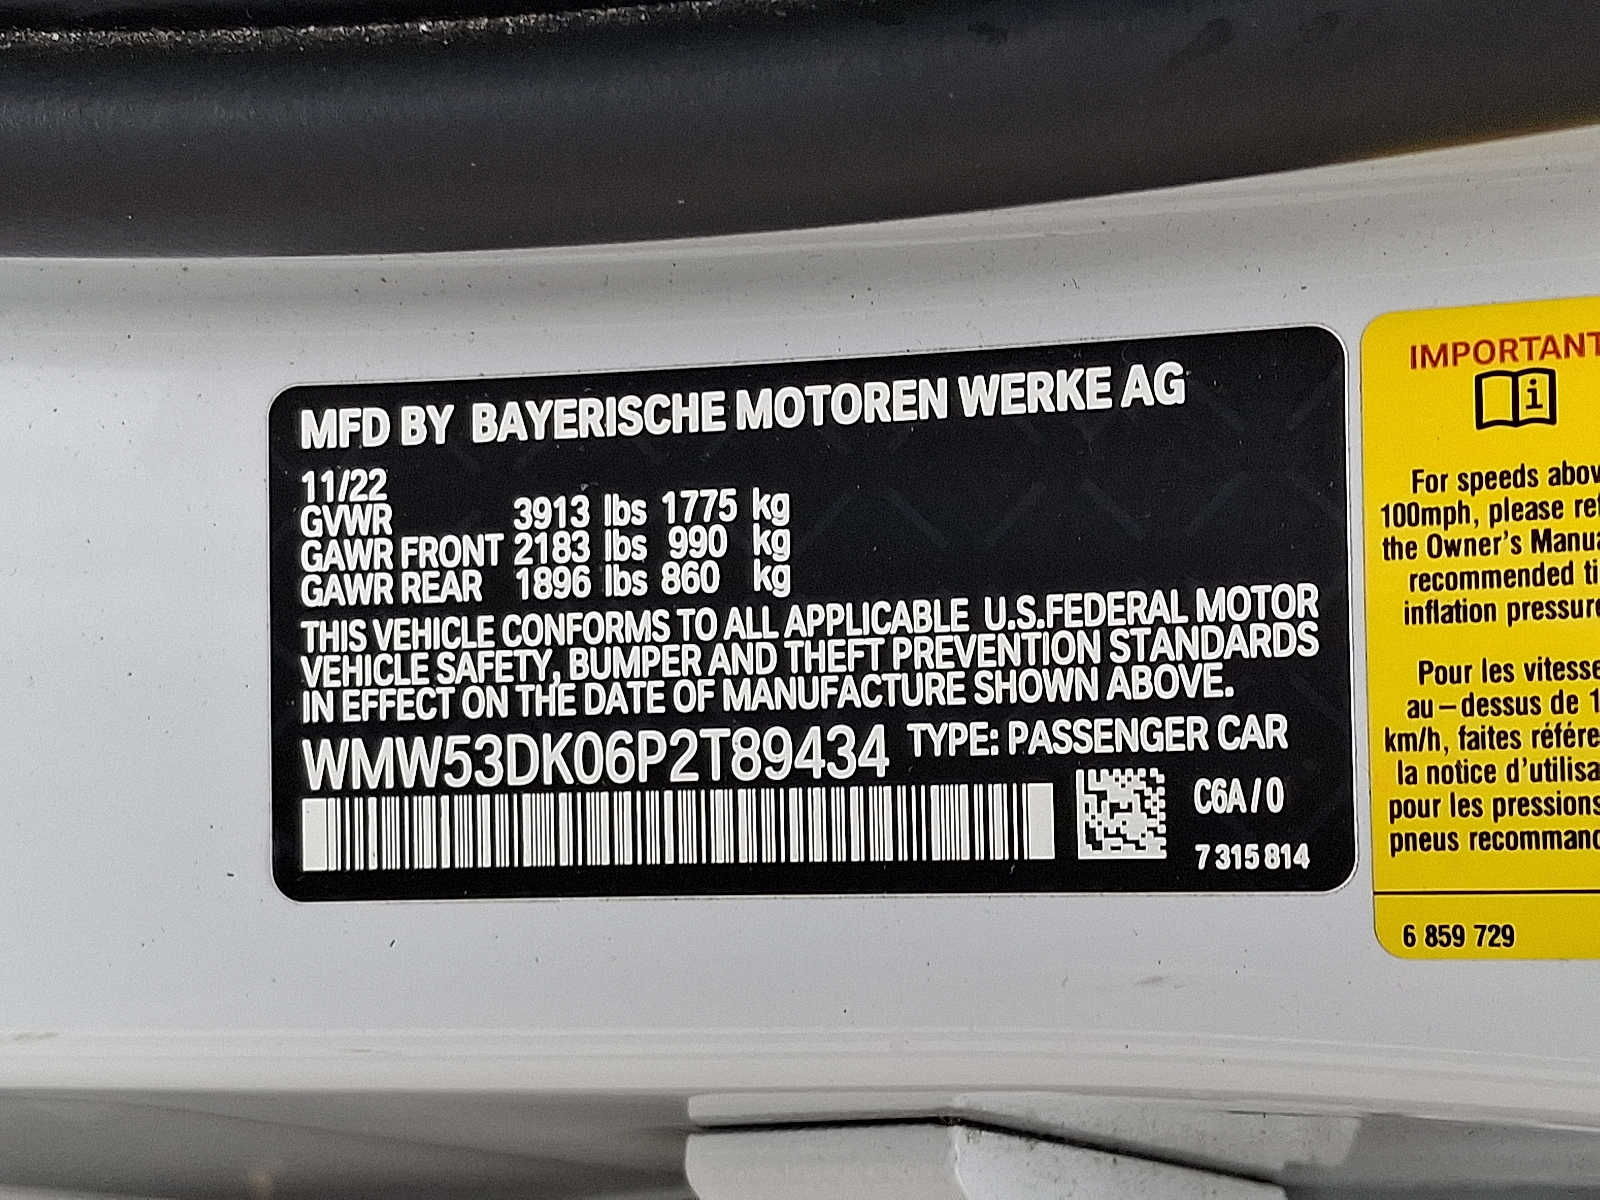 MFD BY BAYERISCHE MOTOREN WERKE AG
11/22
GVWR 3913 lbs 1775 kg
GAWR FRONT 2183 lbs 990 kg
GAWR REAR 1896 lbs 860 kg
THIS VEHICLE CONFORMS TO ALL APPLICABLE U.S.FEDERAL MOTOR
VEHICLE SAFETY, BUMPER AND THEFT PREVENTION STANDARDS
IN EFFECT ON THE DATE OF MANUFACTURE SHOWN ABOVE.
WMW53DK06P2T89434 TYPE: PASSENGER CAR
C6A/0
7 315 814
IMPORTANT
i
For speeds
100mph, please
the Owner's
recommended
inflation
Pour les
au-dessus de
km/h, faites
la notice
pour les
pneus
6 859 729